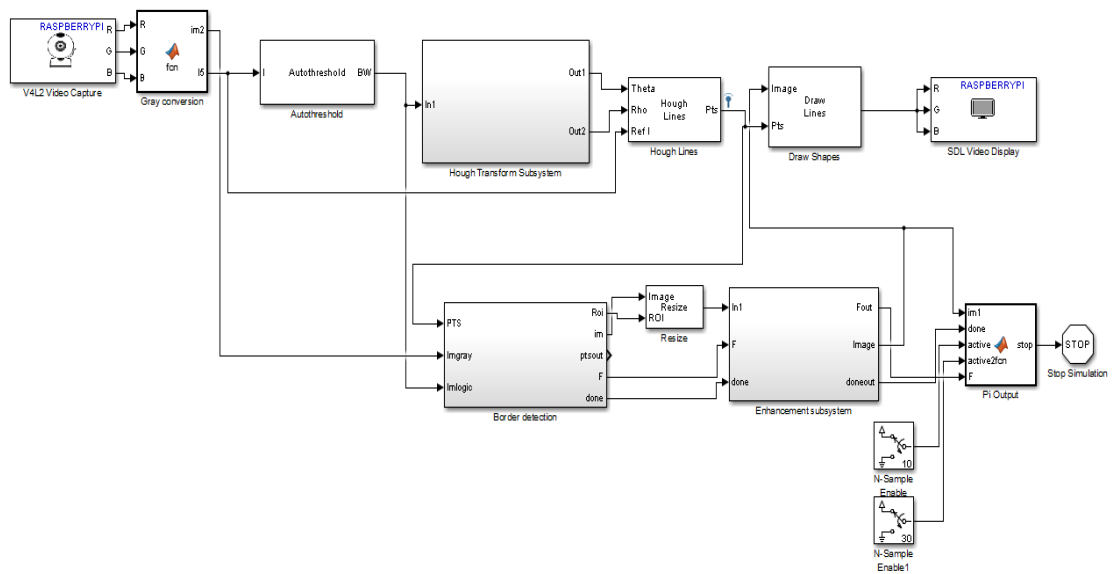 RASPBERRYPI
R
G
B
V4L2 Video Capture
R
G
B
fcn
im2
I5
Gray conversion
I
Autothreshold
BW
Autothreshold
In1
Out1
Out2
Hough Transform Subsystem
Theta
Rho
Ref I
Hough
Lines
Pts
Hough Lines
Image
Pts
Draw
Lines
Draw Shapes
RASPBERRYPI
R
G
B
SDL Video Display
PTS
Imgray
Imlogic
Roi
im
ptsout
F
done
Border detection
Image
Resize
ROI
Resize
In1
F
done
Fout
Image
doneout
Enhancement subsystem
im1
done
active
active2fcn
F
stop
Pi Output
STOP
Stop Simulation
10
N-Sample
Enable
30
N-Sample
Enable1